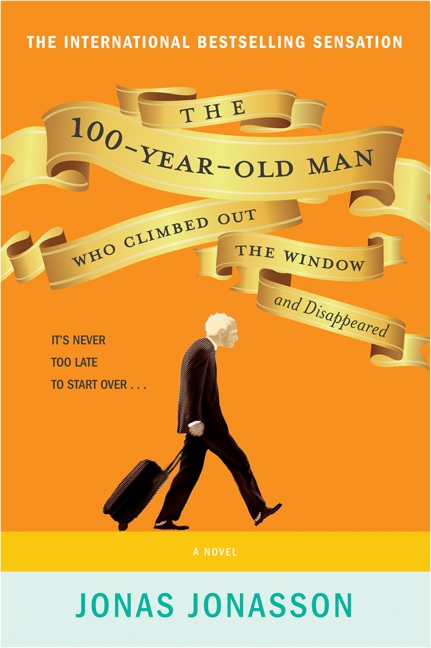 THE INTERNATIONAL BESTSELLING SENSATION
THE
100-YEAR-OLD MAN
WHO CLIMBED OUT
THE WINDOW
and Disappeared
IT'S NEVER
TOO LATE
TO START OVER . . .
A NOVEL
JONAS JONASSON